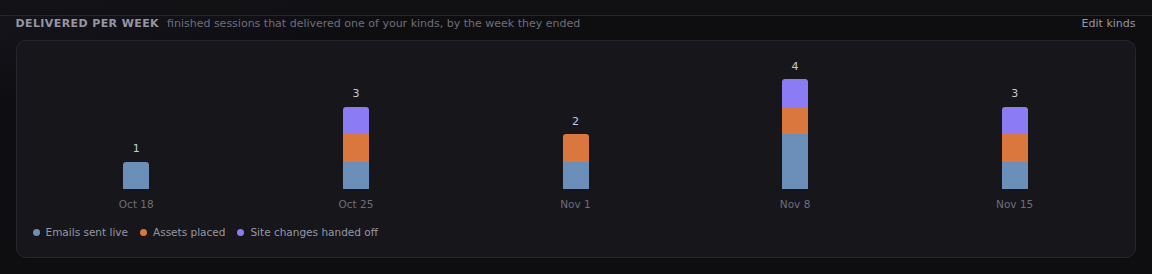 DELIVERED PER WEEK finished sessions that delivered one of your kinds, by the week they ended Edit kinds
4
3 3
2
1
Oct 18 Oct 25 Nov 1 Nov 8 Nov 15
Emails sent live Assets placed Site changes handed off